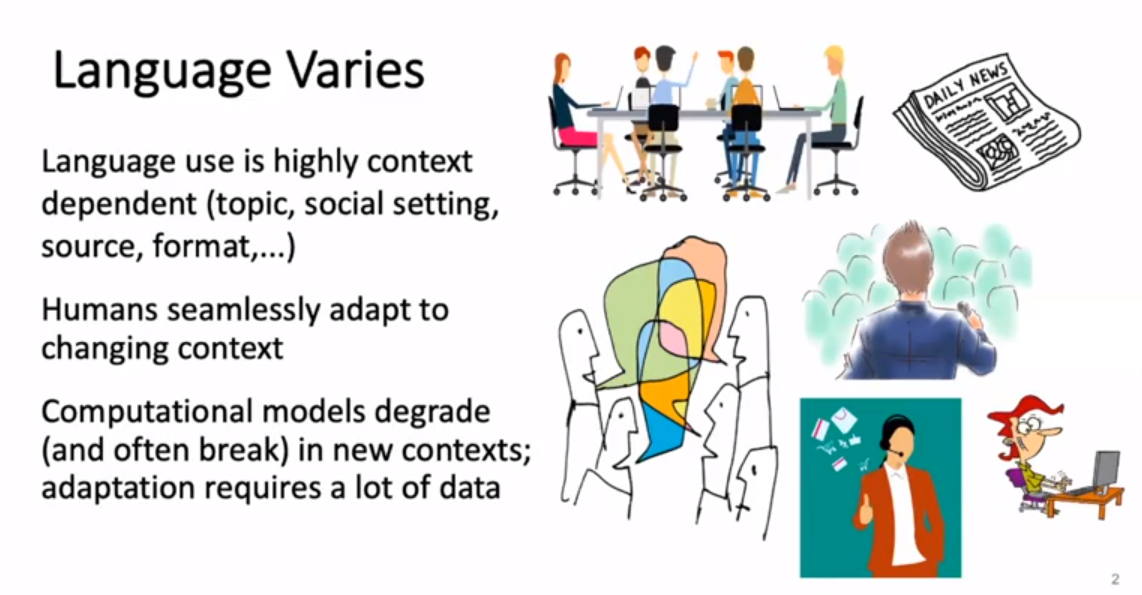 Language Varies
Language use is highly context
dependent (topic, social setting,
source, format,...)
Humans seamlessly adapt to
changing context
Computational models degrade
(and often break) in new contexts;
adaptation requires a lot of data
DAILY NEWS
2